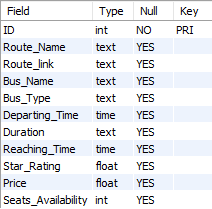 Field Type Null Key
ID int NO PRI
Route_Name text YES
Route_link text YES
Bus_Name text YES
Bus_Type text YES
Departing_Time time YES
Duration text YES
Reaching_Time time YES
Star_Rating float YES
Price float YES
Seats_Availability int YES